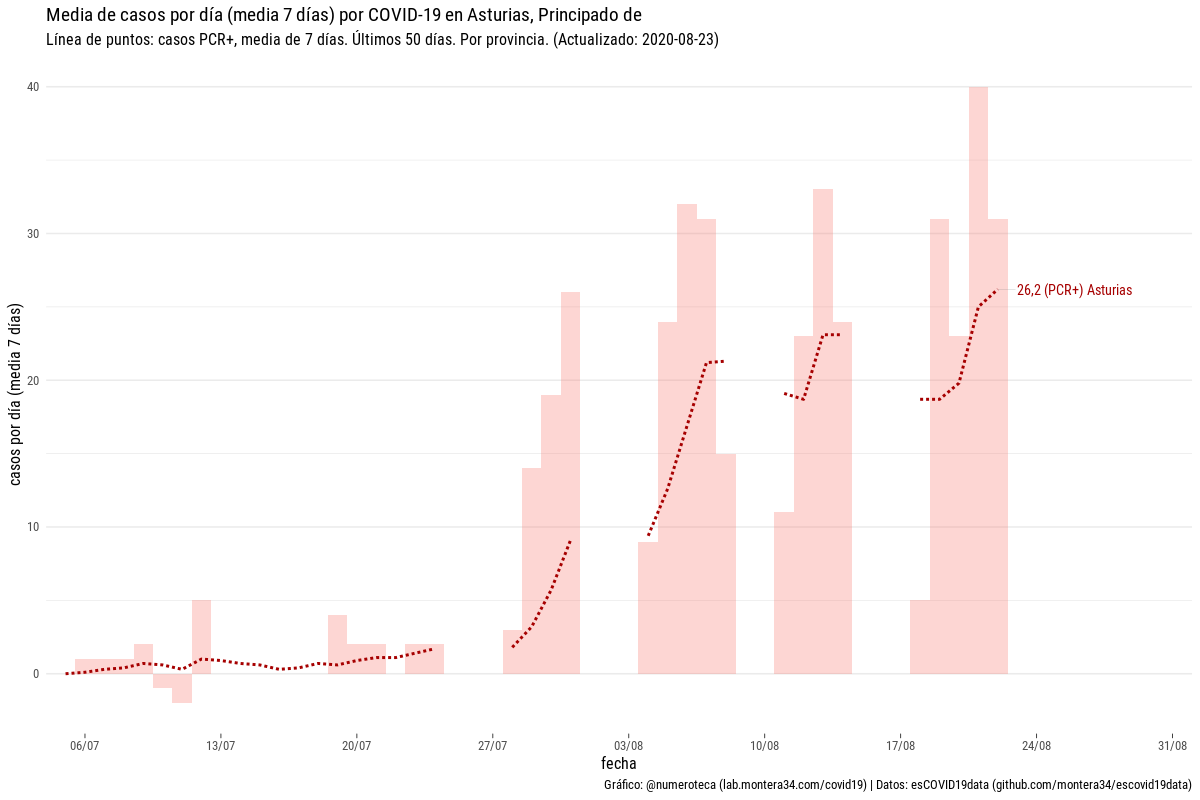 Media de casos por día (media 7 días) por COVID-19 en Asturias, Principado de
Línea de puntos: casos PCR+, media de 7 días. Últimos 50 días. Por provincia. (Actualizado: 2020-08-23)
casos por día (media 7 días)
40
30
20
10
0
26,2 (PCR+) Asturias
06/07
13/07
20/07
27/07
03/08
10/08
17/08
24/08
31/08
fecha
Gráfico: @numeroteca (lab.montera34.com/covid19) | Datos: esCOVID19data (github.com/montera34/escovid19data)